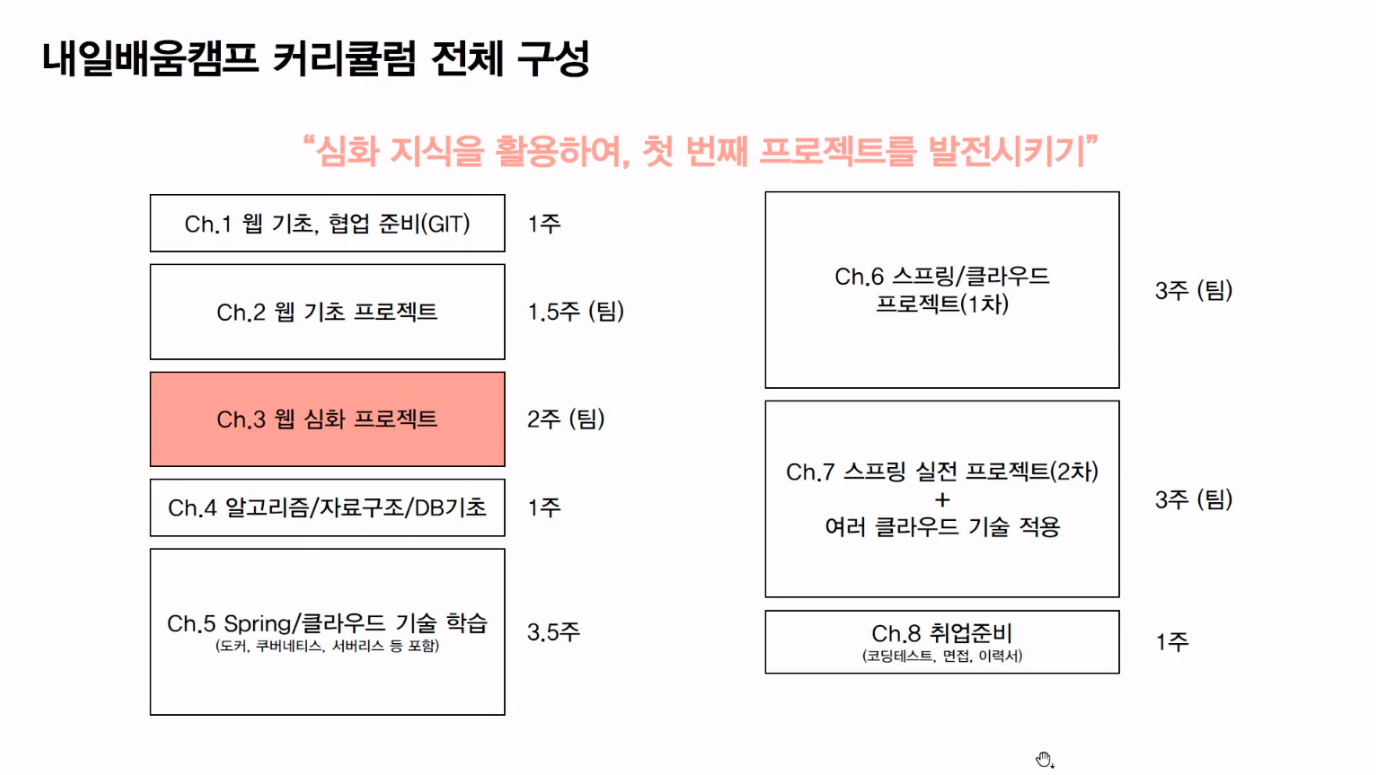 내일배움캠프 커리큘럼 전체 구성
“심화 지식을 활용하여, 첫 번째 프로젝트를 발전시키기”
Ch.1 웹 기초, 협업 준비(GIT)
1주
Ch.2 웹 기초 프로젝트
1.5주 (팀)
Ch.3 웹 심화 프로젝트
2주 (팀)
Ch.4 알고리즘/자료구조/DB기초
1주
Ch.5 Spring/클라우드 기술 학습
(도커, 쿠버네티스, 서버리스 등 포함)
3.5주
Ch.6 스프링/클라우드
프로젝트(1차)
3주 (팀)
Ch.7 스프링 실전 프로젝트(2차)
+
여러 클라우드 기술 적용
3주 (팀)
Ch.8 취업준비
(코딩테스트, 면접, 이력서)
1주